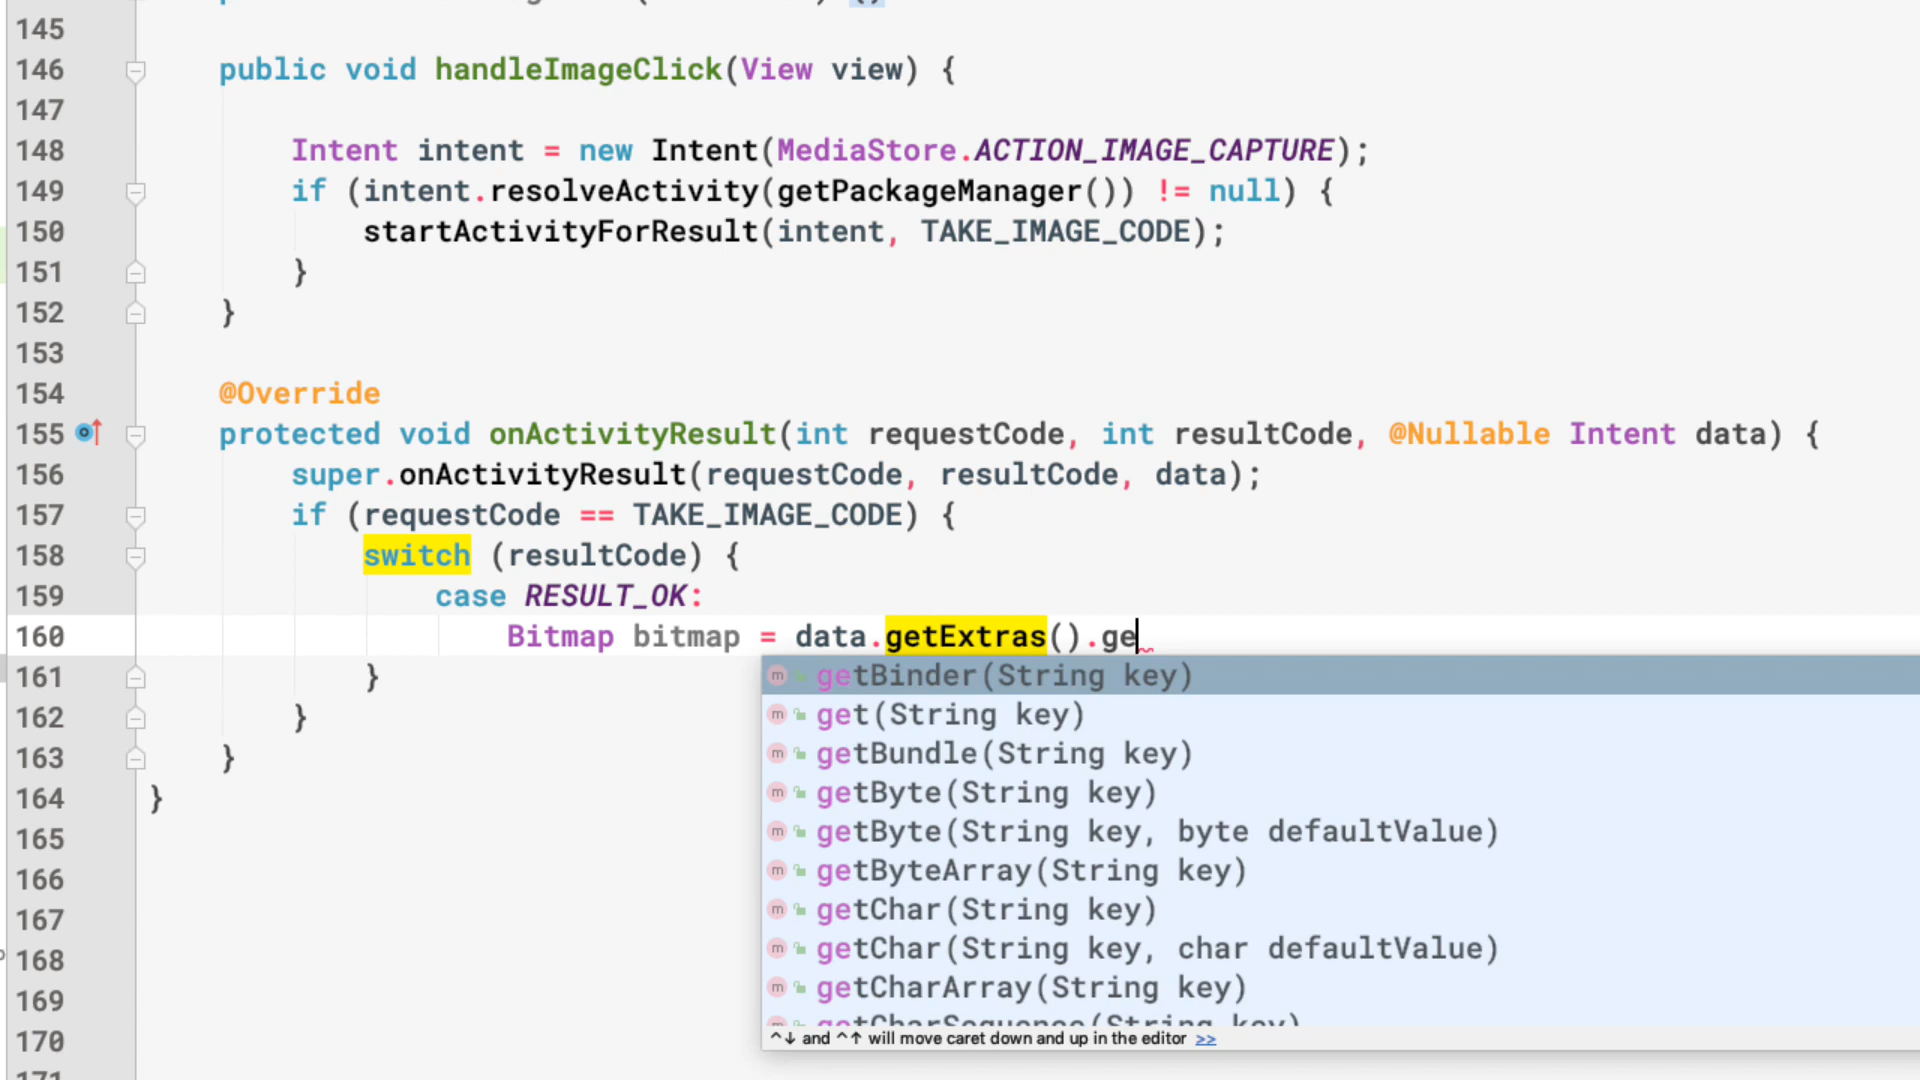 145
146 public void handleImageClick(View view) {
147
148 Intent intent = new Intent(MediaStore.ACTION_IMAGE_CAPTURE);
149 if (intent.resolveActivity(getPackageManager()) != null) {
150 startActivityForResult(intent, TAKE_IMAGE_CODE);
151 }
152 }
153
154 @Override
155 protected void onActivityResult(int requestCode, int resultCode, @Nullable Intent data) {
156 super.onActivityResult(requestCode, resultCode, data);
157 if (requestCode == TAKE_IMAGE_CODE) {
158 switch (resultCode) {
159 case RESULT_OK:
160 Bitmap bitmap = data.getExtras().ge
161 }
162 }
163 }
164 }
165
166
167
168
169
170
171
m getBinder(String key)
m get(String key)
m getBundle(String key)
m getByte(String key)
m getByte(String key, byte defaultValue)
m getByteArray(String key)
m getChar(String key)
m getChar(String key, char defaultValue)
m getCharArray(String key)
m getCharSequence(String key)
^↓ and ^↑ will move caret down and up in the editor >>